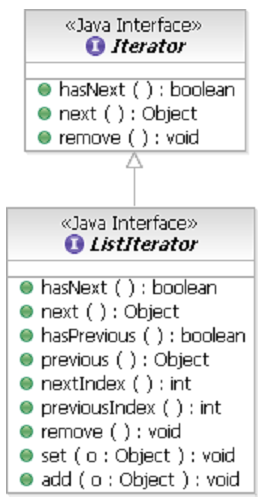 «Java Interface»
I Iterator
hasNext ( ) : boolean
next ( ) : Object
remove ( ) : void
«Java Interface»
I ListIterator
hasNext ( ) : boolean
next ( ) : Object
hasPrevious ( ) : boolean
previous ( ) : Object
nextIndex ( ) : int
previousIndex ( ) : int
remove ( ) : void
set ( o : Object ) : void
add ( o : Object ) : void